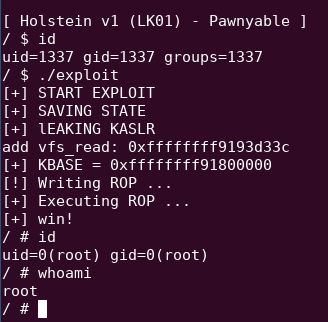 [ Holstein v1 (LK01) - Pawnyable ]
/ $ id
uid=1337 gid=1337 groups=1337
/ $ ./exploit
[+] START EXPLOIT
[+] SAVING STATE
[+] lEAKING KASLR
add vfs_read: 0xffffffff9193d33c
[+] KBASE = 0xffffffff91800000
[!] Writing ROP ...
[+] Executing ROP ...
[+] win!
/ # id
uid=0(root) gid=0(root)
/ # whoami
root
/ #